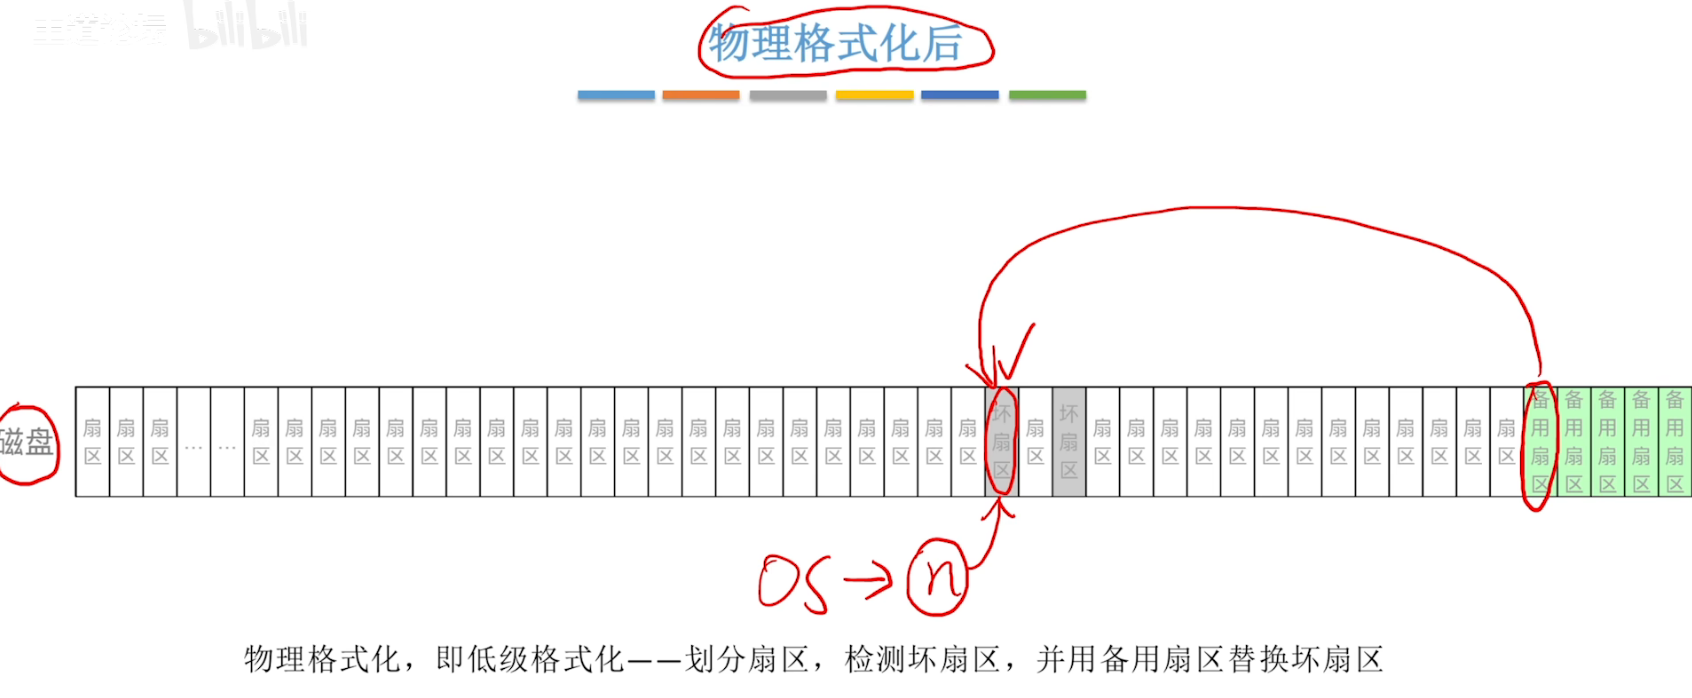 王道论坛 bilibili
物理格式化后
磁盘 扇区 扇区 扇区 … … 扇区 扇区 扇区 扇区 扇区 扇区 扇区 扇区 扇区 扇区 扇区 扇区 扇区 扇区 扇区 扇区 扇区 扇区 扇区 扇区 扇区 扇区 坏扇区 扇区 坏扇区 扇区 扇区 扇区 扇区 扇区 扇区 扇区 扇区 扇区 扇区 扇区 扇区 扇区 备用扇区 备用扇区 备用扇区 备用扇区 备用扇区
OS→n
物理格式化，即低级格式化——划分扇区，检测坏扇区，并用备用扇区替换坏扇区